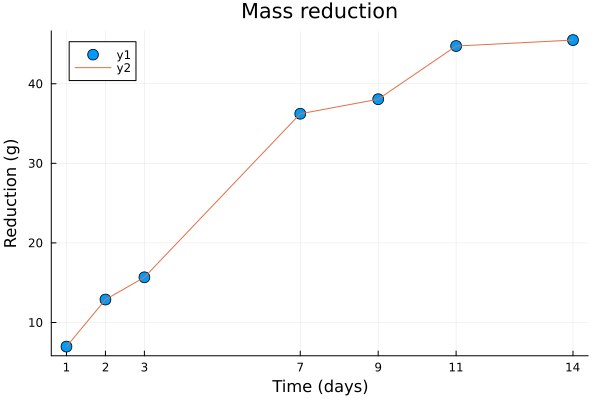 Mass reduction
y1
y2
Reduction (g)
40
30
20
10
1 2 3 7 9 11 14
Time (days)